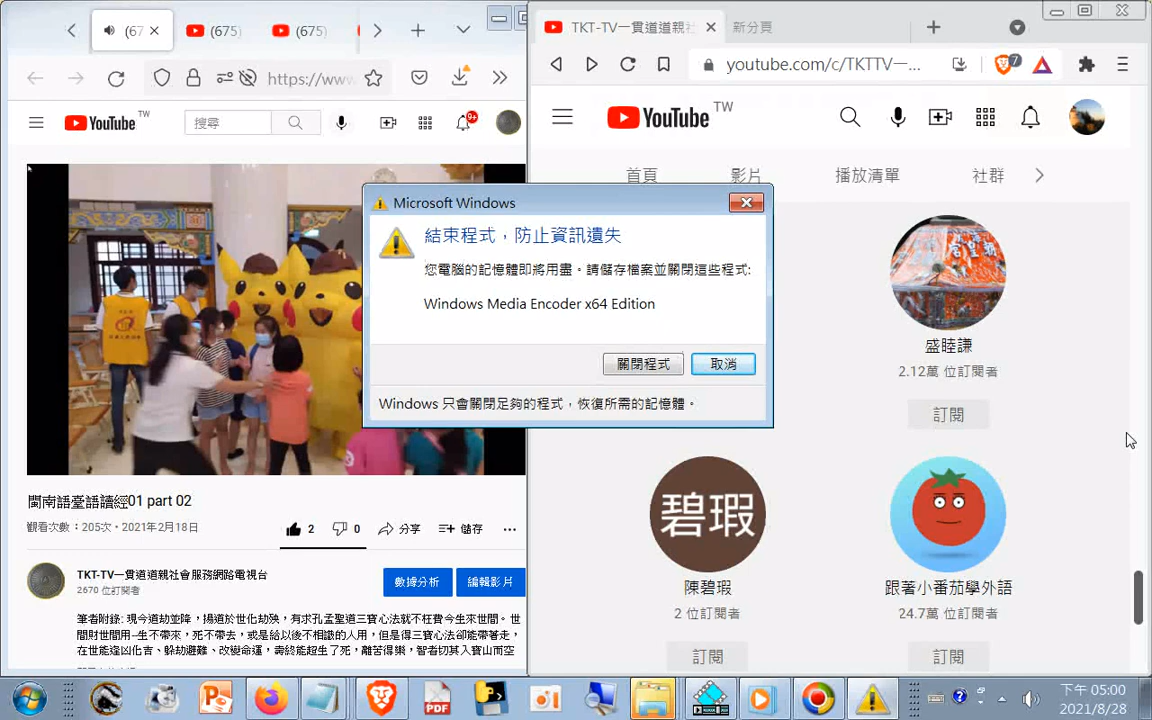 (67
(675)
(675)
https://www.
YouTube TW
搜尋
9+
閩南語臺語讀經01 part 02
觀看次數：205次・2021年2月18日
2
0
分享
儲存
TKT-TV一貫道道親社會服務網路電視台
2670 位訂閱者
數據分析
編輯影片
筆者附錄: 現今道劫並降，揚道於世化劫殃，有求孔孟聖道三寶心法就不枉費今生來世間。世
間財世間用--生不帶來，死不帶去，或是給以後不相識的人用，但是得三寶心法卻能帶著走，
在世能逢凶化吉、躲劫避難、改變命運，壽終能超生了死，離苦得樂，智者切莫入寶山而空
Microsoft Windows
結束程式，防止資訊遺失
您電腦的記憶體即將用盡。請儲存檔案並關閉這些程式:
Windows Media Encoder x64 Edition
關閉程式
取消
Windows 只會關閉足夠的程式，恢復所需的記憶體。
TKT-TV一貫道道親社
新分頁
youtube.com/c/TKTTV一...
7
YouTube TW
首頁
影片
播放清單
社群
盛睦謙
2.12萬 位訂閱者
訂閱
碧瑕
陳碧瑕
2 位訂閱者
訂閱
跟著小番茄學外語
24.7萬 位訂閱者
訂閱
PDF
下午 05:00
2021/8/28